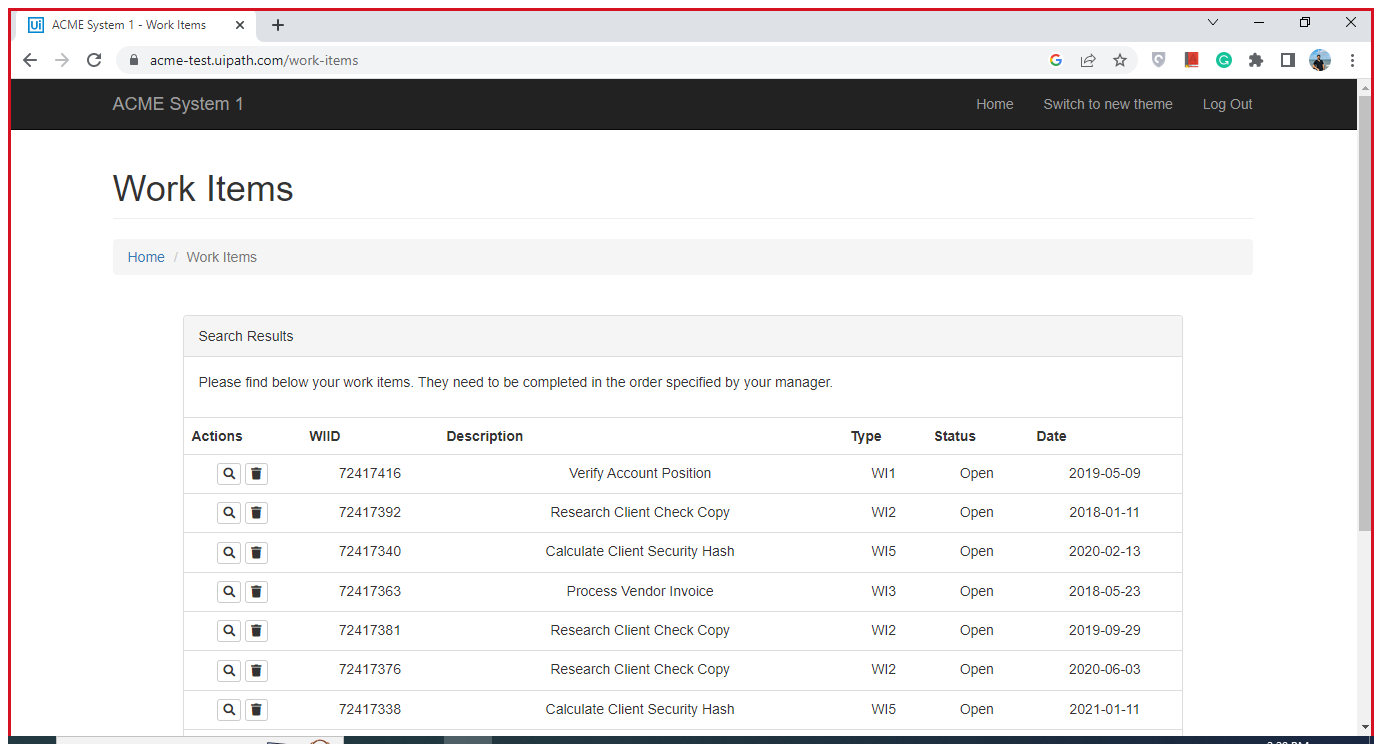 ACME System 1 - Work Items
acme-test.uipath.com/work-items
ACME System 1 Home Switch to new theme Log Out
Work Items
Home / Work Items
Search Results
Please find below your work items. They need to be completed in the order specified by your manager.
Actions WIID Description Type Status Date
72417416 Verify Account Position WI1 Open 2019-05-09
72417392 Research Client Check Copy WI2 Open 2018-01-11
72417340 Calculate Client Security Hash WI5 Open 2020-02-13
72417363 Process Vendor Invoice WI3 Open 2018-05-23
72417381 Research Client Check Copy WI2 Open 2019-09-29
72417376 Research Client Check Copy WI2 Open 2020-06-03
72417338 Calculate Client Security Hash WI5 Open 2021-01-11